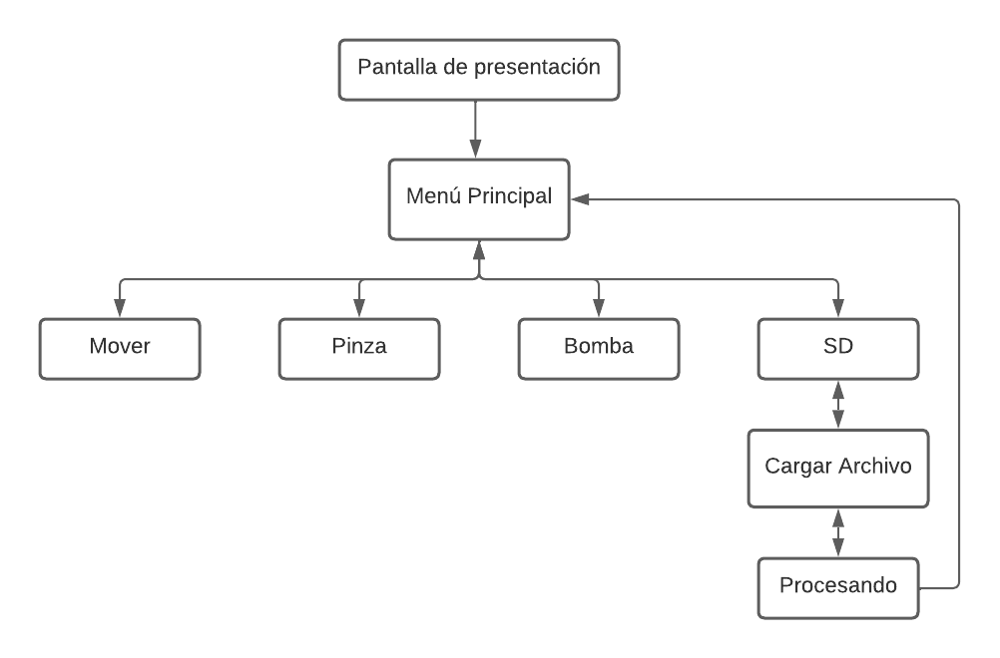 Pantalla de presentación
Menú Principal
Mover
Pinza
Bomba
SD
Cargar Archivo
Procesando